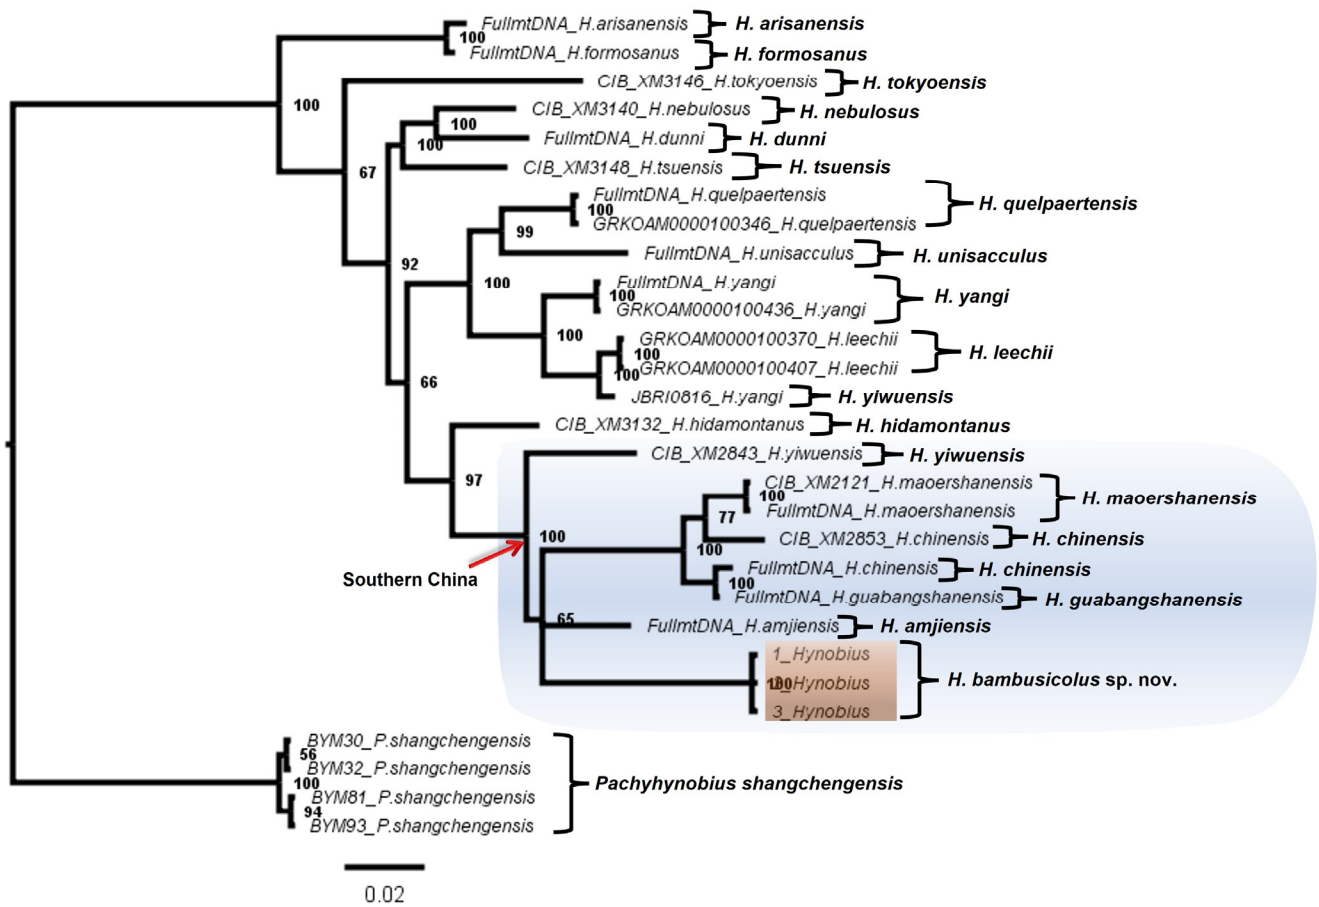 FullmtDNA_H.arisanensis H. arisanensis
100
FullmtDNA_H.formosanus H. formosanus
CIB_XM3146_H.tokyoensis H. tokyoensis
100
CIB_XM3140_H.nebulosus H. nebulosus
100
FullmtDNA_H.dunni H. dunni
100
CIB_XM3148_H.tsuensis H. tsuensis
67
FullmtDNA_H.quelpaertensis
100
H. quelpaertensis
GRKOAM0000100346_H.quelpaertensis
99
FullmtDNA_H.unisacculus H. unisacculus
92
100
FullmtDNA_H.yangi
100
H. yangi
GRKOAM0000100436_H.yangi
100
GRKOAM0000100370_H.leechii
100
H. leechii
GRKOAM0000100407_H.leechii
100
66
JBRI0816_H.yangi H. yiwuensis
CIB_XM3132_H.hidamontanus H. hidamontanus
CIB_XM2843_H.yiwuensis H. yiwuensis
97
CIB_XM2121_H.maoershanensis
100
H. maoershanensis
FullmtDNA_H.maoershanensis
77
100
CIB_XM2853_H.chinensis H. chinensis
100
FullmtDNA_H.chinensis H. chinensis
Southern China
100
FullmtDNA_H.guabangshanensis H. guabangshanensis
65
FullmtDNA_H.amjiensis H. amjiensis
1_Hynobius
100
_Hynobius
H. bambusicolus sp. nov.
3_Hynobius
BYM30_P.shangchengensis
56
BYM32_P.shangchengensis
100
Pachyhynobius shangchengensis
BYM81_P.shangchengensis
94
BYM93_P.shangchengensis
0.02